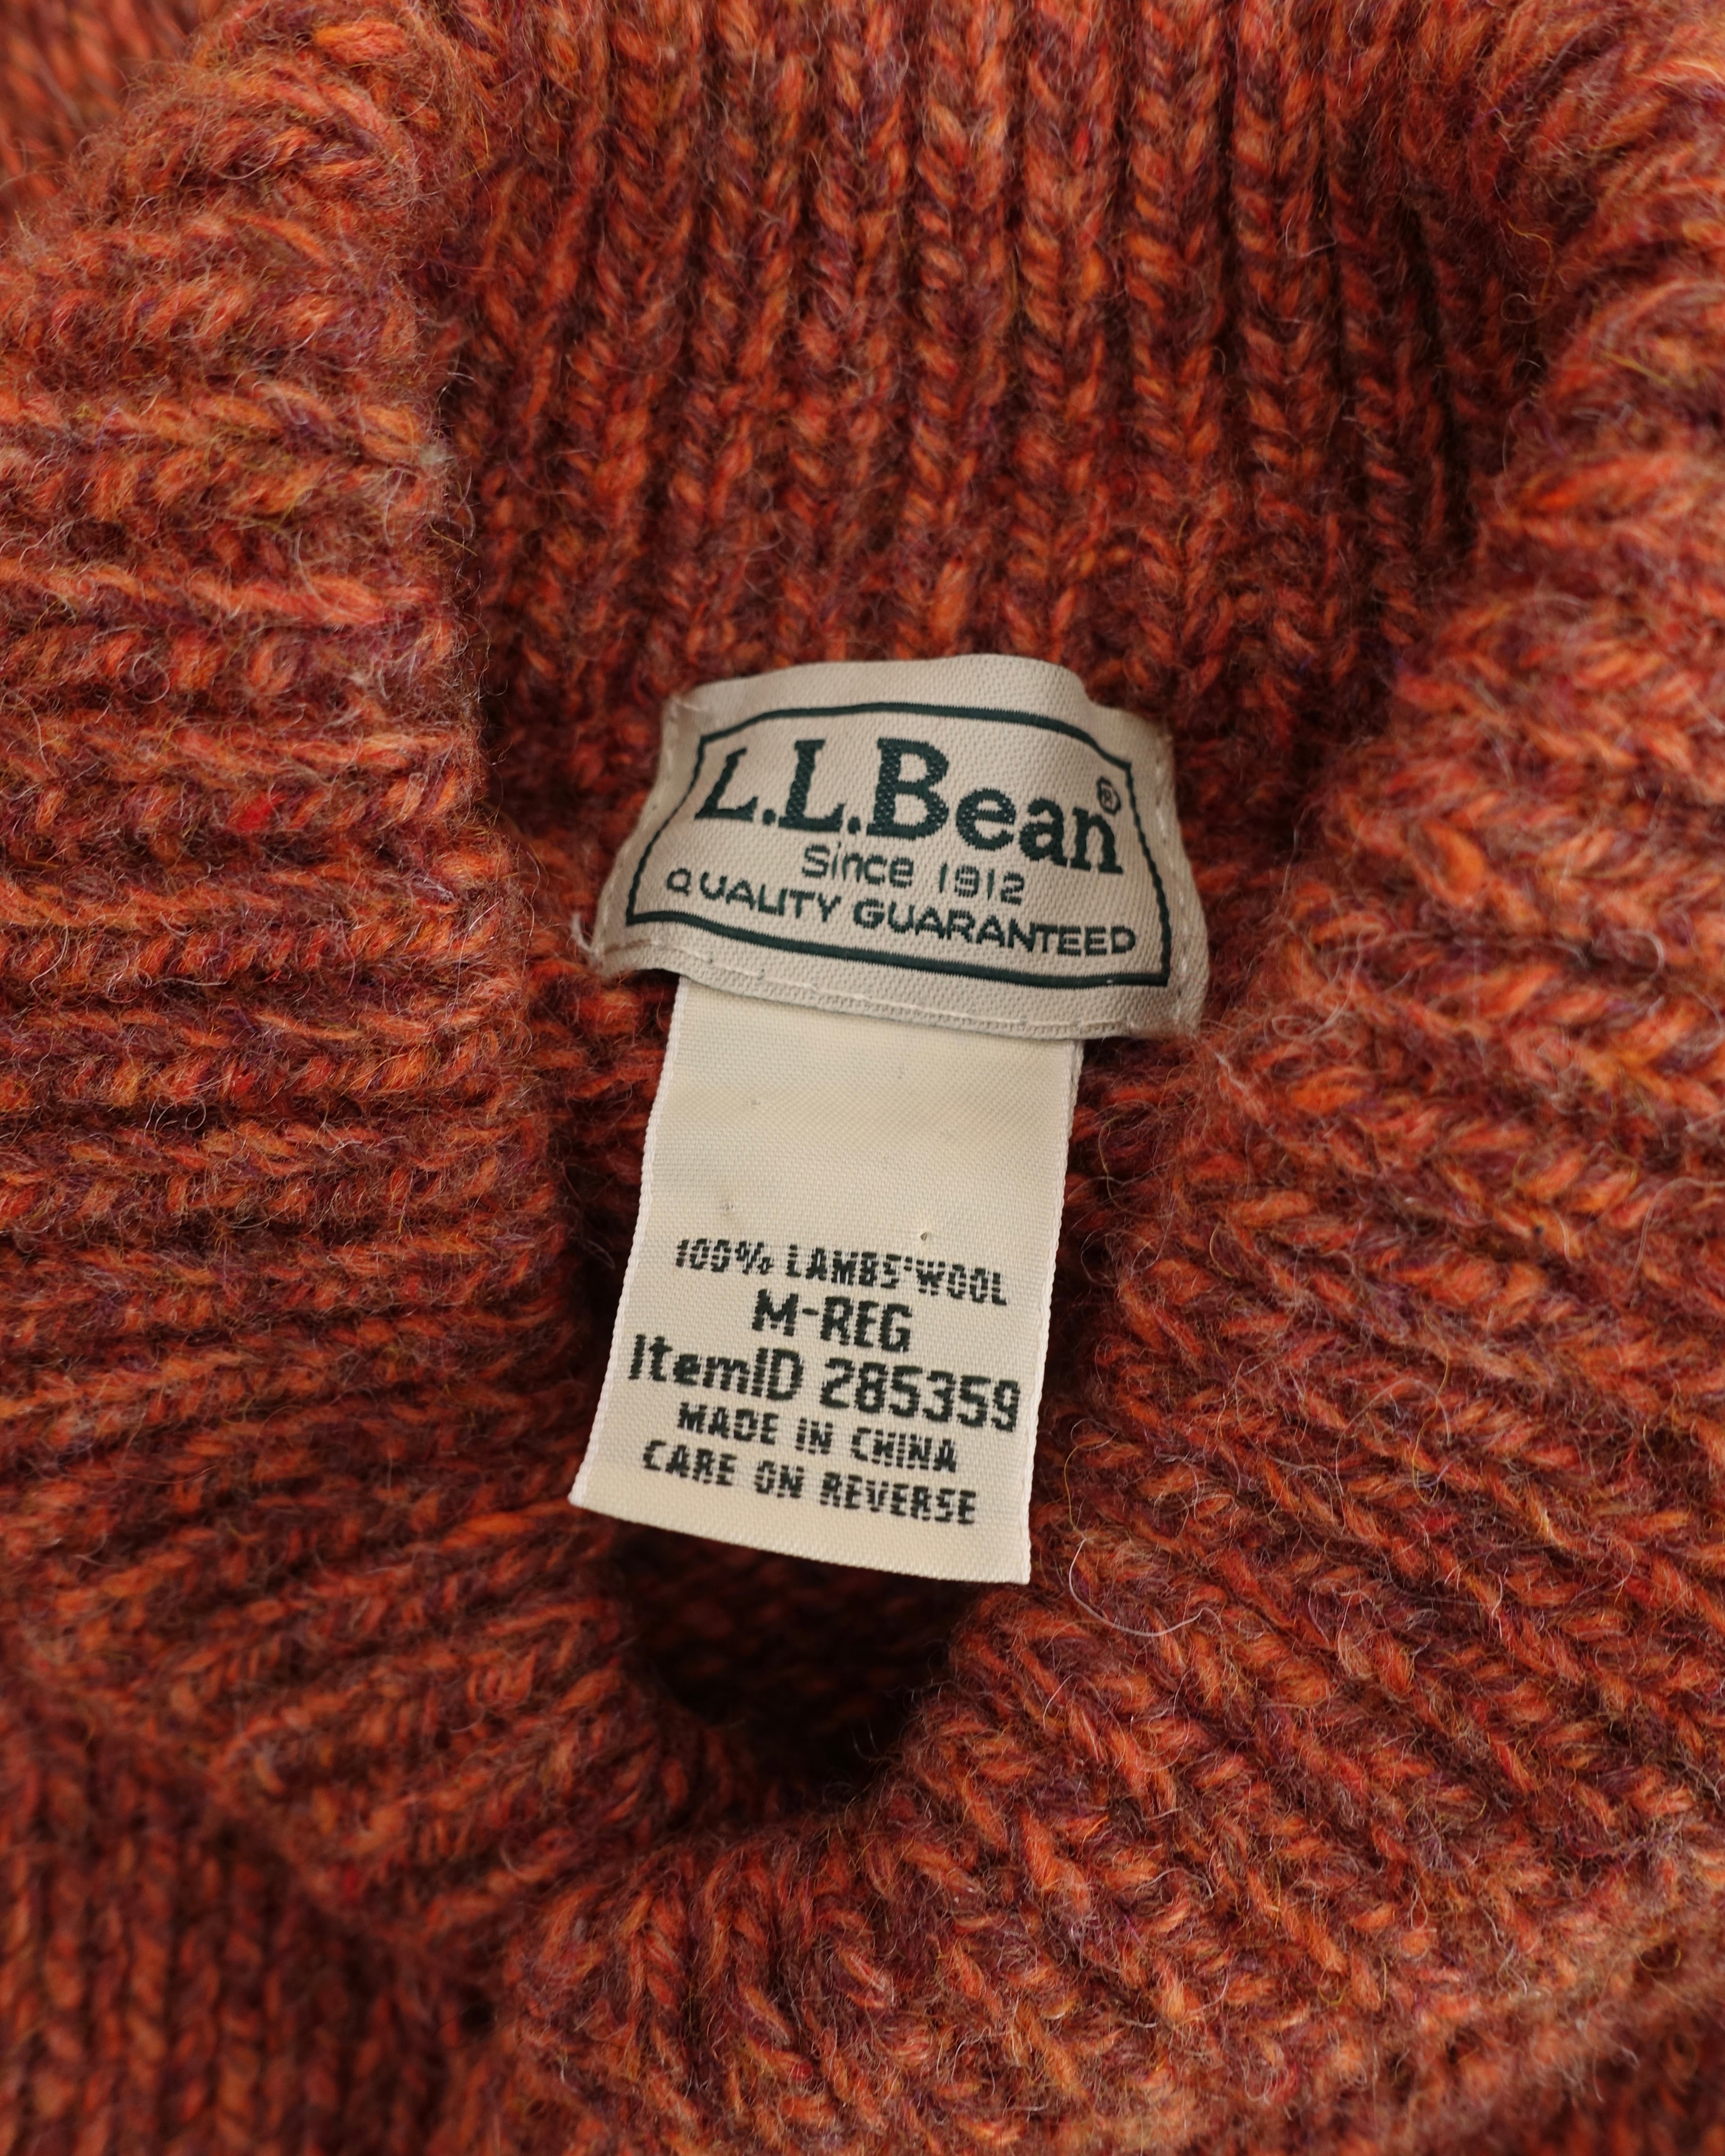 L.L.Bean®
Since 1912
QUALITY GUARANTEED
100% LAMBS'WOOL
M-REG
ItemID 285359
MADE IN CHINA
CARE ON REVERSE